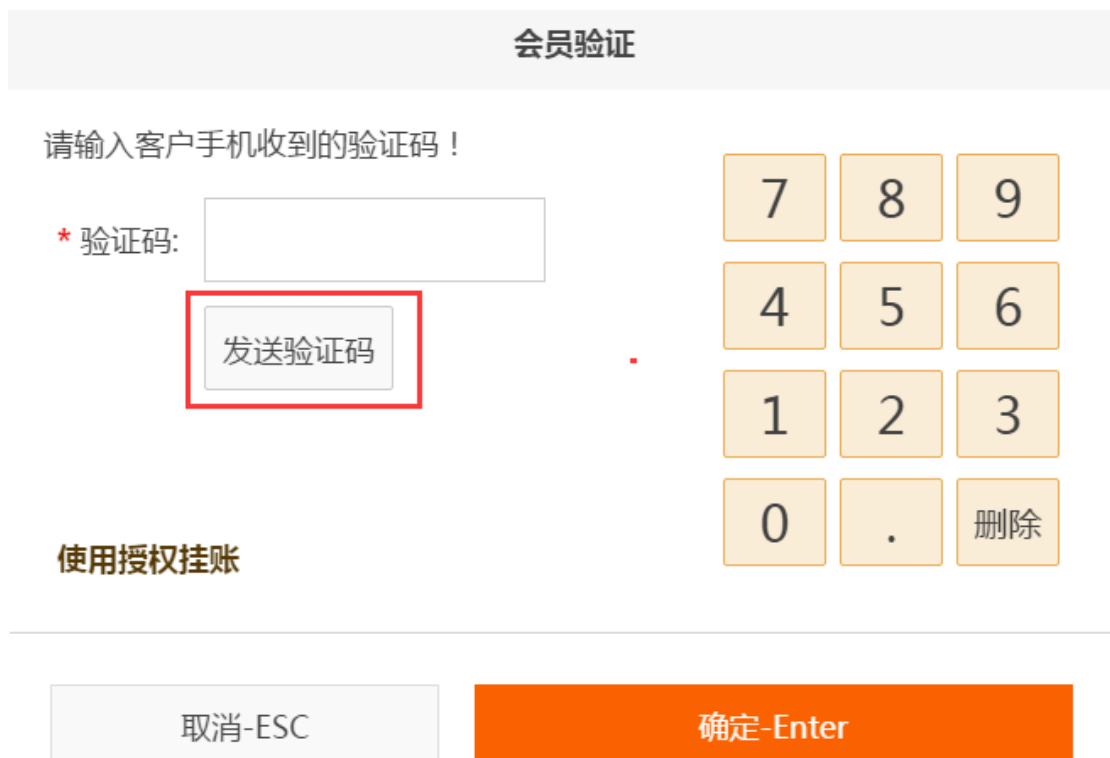 会员验证
请输入客户手机收到的验证码！
* 验证码:
发送验证码
7 8 9
4 5 6
1 2 3
0 . 删除
使用授权挂账
取消-ESC
确定-Enter